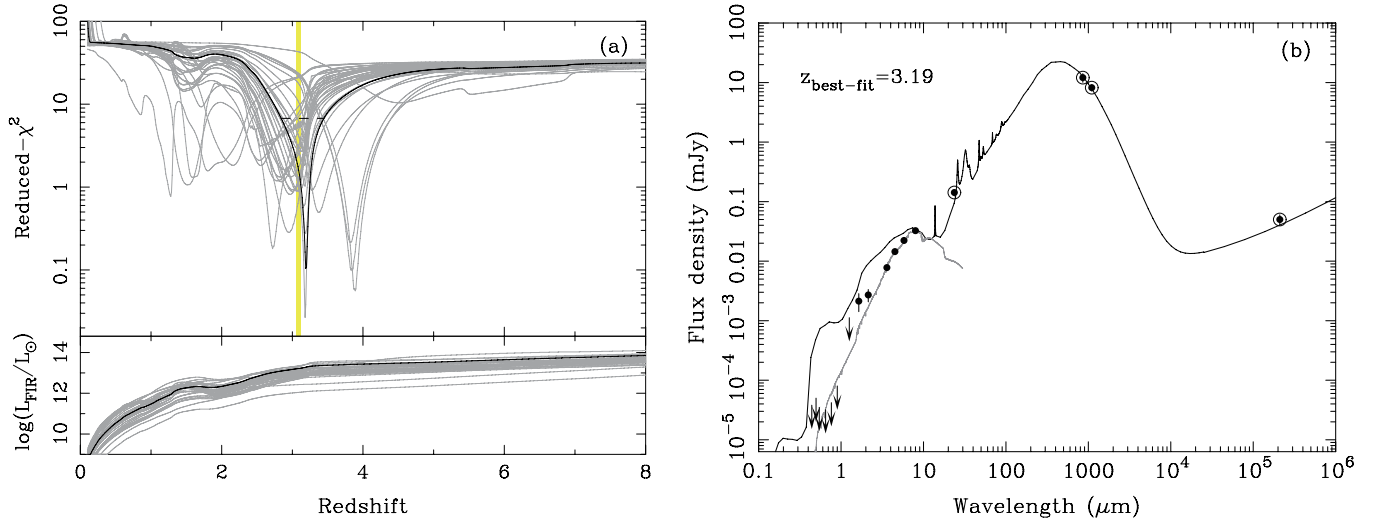 (a)
100
10
1
0.1
Reduced-χ²
14
12
10
log(L_FIR/L_⊙)
0 2 4 6 8
Redshift
(b)
z_best-fit=3.19
100
10
1
0.1
0.01
10⁻³
10⁻⁴
10⁻⁵
Flux density (mJy)
0.1 1 10 100 1000 10⁴ 10⁵ 10⁶
Wavelength (μm)